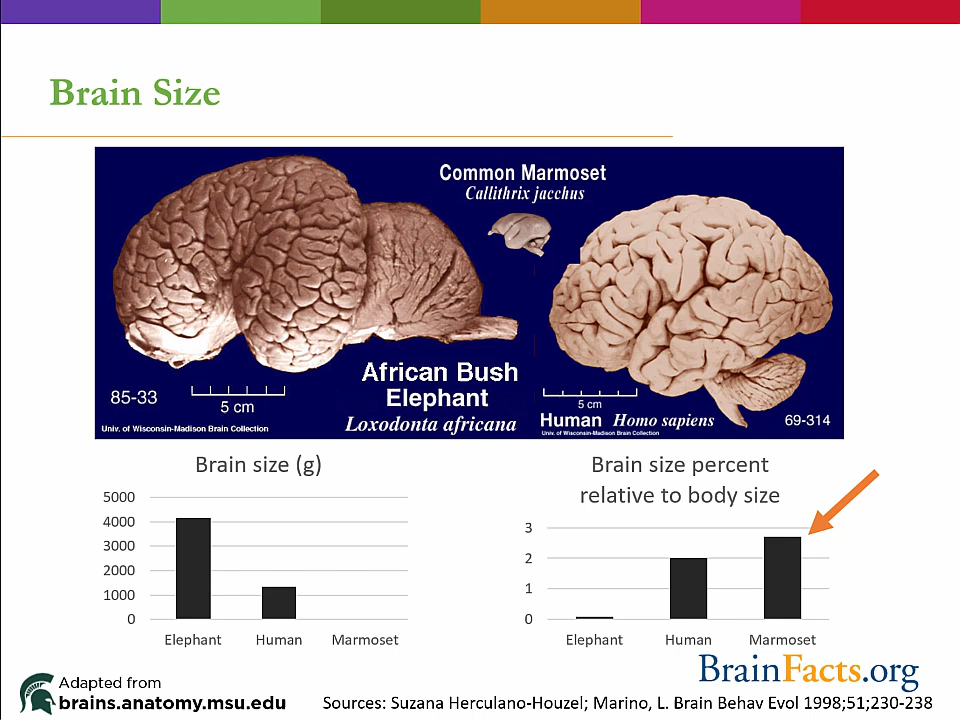 Brain Size
Common Marmoset
Callithrix jacchus
African Bush
Elephant
Loxodonta africana
85-33
5 cm
Univ. of Wisconsin-Madison Brain Collection
5 cm
Human Homo sapiens
69-314
Univ. of Wisconsin-Madison Brain Collection
Brain size (g)
5000
4000
3000
2000
1000
0
Elephant Human Marmoset
Brain size percent
relative to body size
3
2
1
0
Elephant Human Marmoset
BrainFacts.org
Adapted from
brains.anatomy.msu.edu
Sources: Suzana Herculano-Houzel; Marino, L. Brain Behav Evol 1998;51;230-238